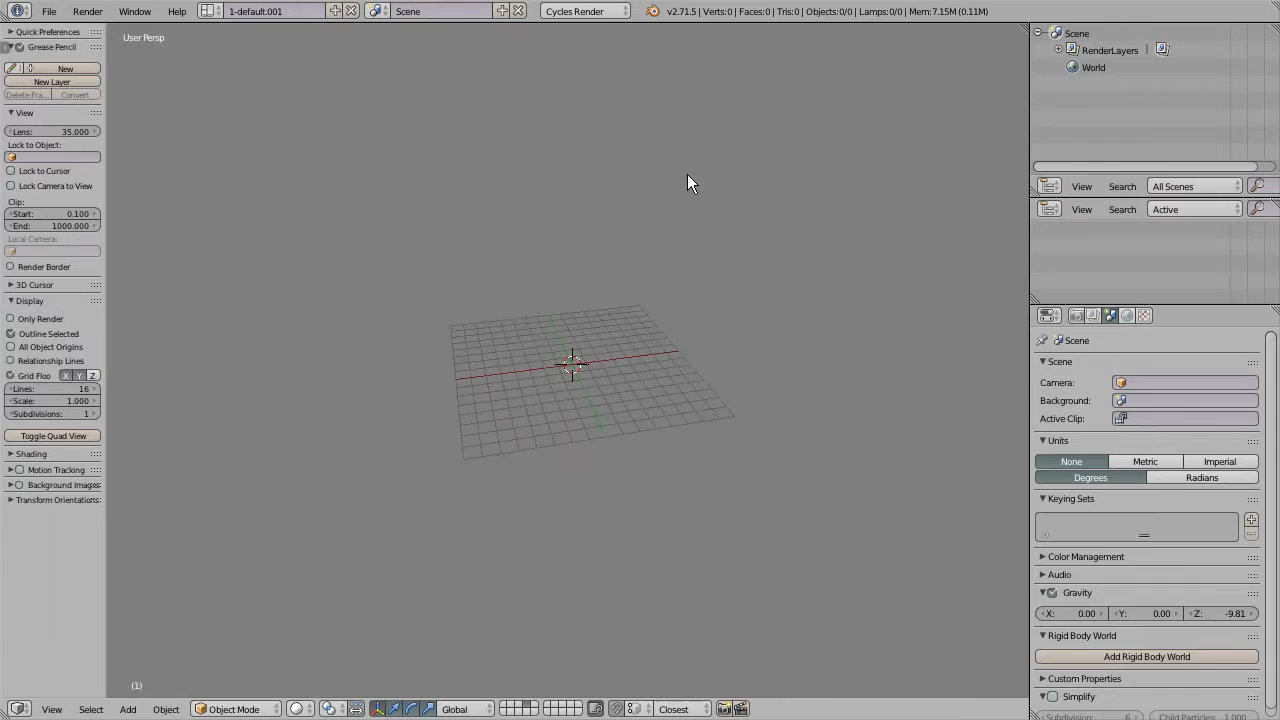 File Render Window Help 1-default.001 Scene Cycles Render v2.71.5 | Verts:0 | Faces:0 | Tris:0 | Objects:0/0 | Lamps:0/0 | Mem:7.15M (0.11M)
Quick Preferences
Grease Pencil
New
New Layer
Delete Fra... Convert
View
Lens: 35.000
Lock to Object:
Lock to Cursor
Lock Camera to View
Clip:
Start: 0.100
End: 1000.000
Local Camera:
Render Border
3D Cursor
Display
Only Render
Outline Selected
All Object Origins
Relationship Lines
Grid Floo X Y Z
Lines: 16
Scale: 1.000
Subdivisions: 1
Toggle Quad View
Shading
Motion Tracking
Background Images
Transform Orientations
User Persp
(1)
View Select Add Object Object Mode Global Closest
Scene
RenderLayers |
World
View Search All Scenes
View Search Active
Scene
Scene
Camera:
Background:
Active Clip:
Units
None Metric Imperial
Degrees Radians
Keying Sets
Color Management
Audio
Gravity
X: 0.00 Y: 0.00 Z: -9.81
Rigid Body World
Add Rigid Body World
Custom Properties
Simplify
Subdivision: 6 Child Particles: 1.000